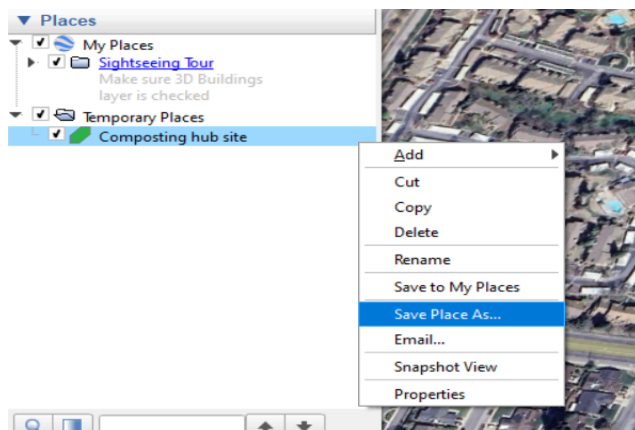 Places
My Places
Sightseeing Tour
Make sure 3D Buildings
layer is checked
Temporary Places
Composting hub site
Add
Cut
Copy
Delete
Rename
Save to My Places
Save Place As...
Email...
Snapshot View
Properties